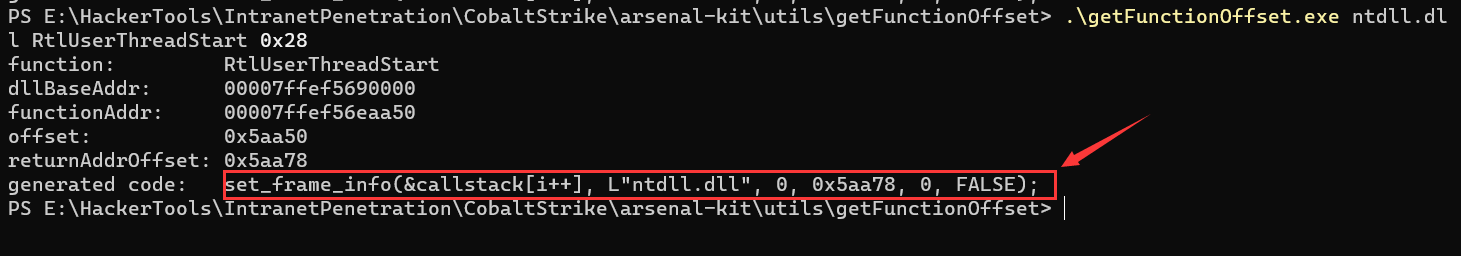 PS E:\HackerTools\IntranetPenetration\CobaltStrike\arsenal-kit\utils\getFunctionOffset> .\getFunctionOffset.exe ntdll.dl
l RtlUserThreadStart 0x28
function:         RtlUserThreadStart
dllBaseAddr:      00007ffef5690000
functionAddr:     00007ffef56eaa50
offset:           0x5aa50
returnAddrOffset: 0x5aa78
generated code:   set_frame_info(&callstack[i++], L"ntdll.dll", 0, 0x5aa78, 0, FALSE);
PS E:\HackerTools\IntranetPenetration\CobaltStrike\arsenal-kit\utils\getFunctionOffset>